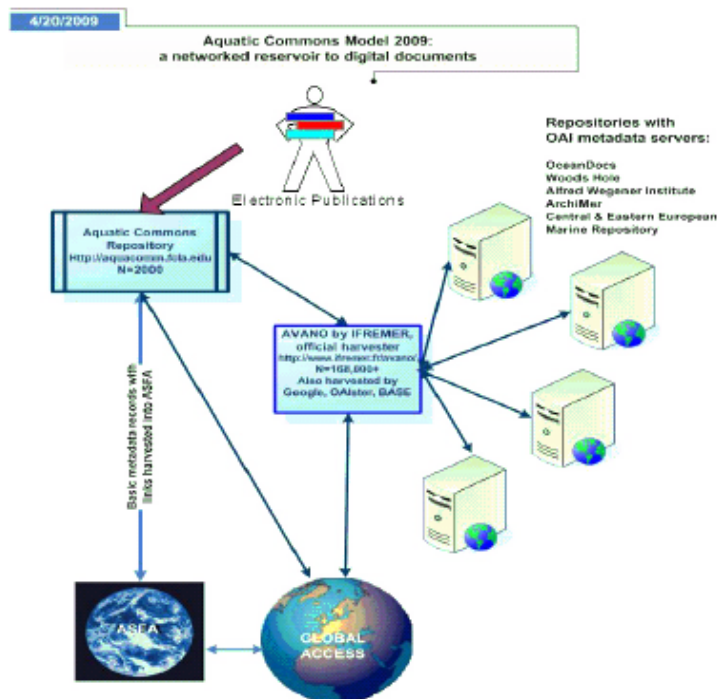 4/20/2009
Aquatic Commons Model 2009:
a networked reservoir to digital documents
Electronic Publications
Repositories with
OAI metadata servers:
OceanDocs
Woods Hole
Alfred Wegener Institute
ArchiMer
Central & Eastern European
Marine Repository
Aquatic Commons
Repository
Http://aquacomm.fcla.edu
N=2000
AVANO by IFREMER,
official harvester
http://www.ifremer.fr/avano/
Also harvested by
Google, OAIster, BASE
Basic metadata records with
links harvested into ASFA
ASFA
GLOBAL
ACCESS